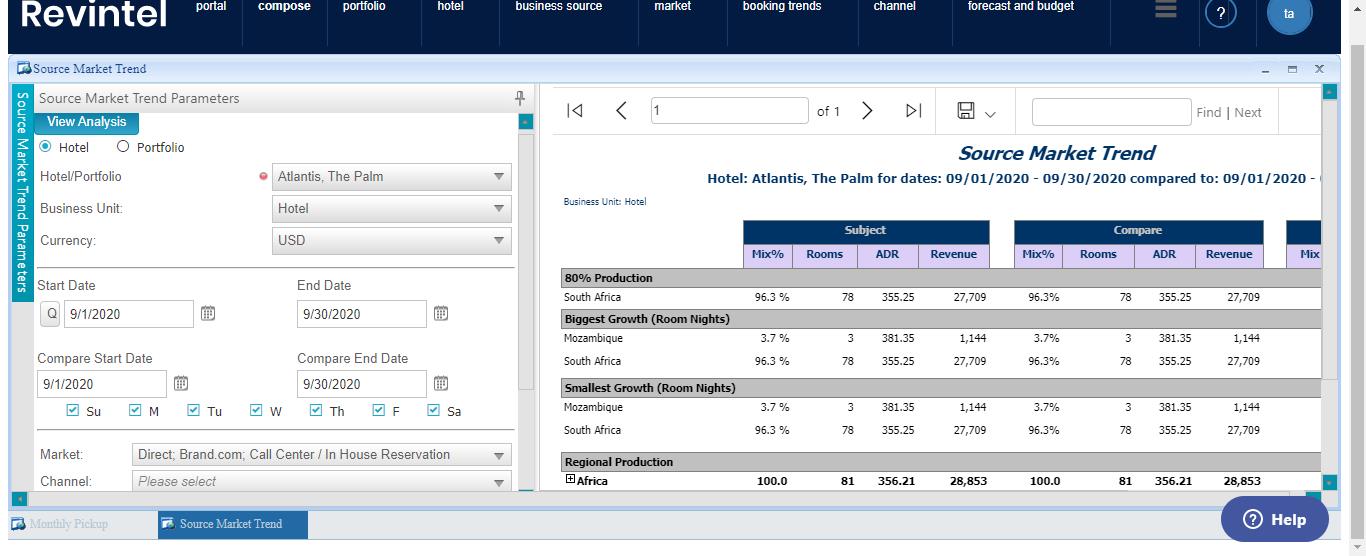 Revintel
portal compose portfolio hotel business source market booking trends channel forecast and budget ? ta
Source Market Trend
Source Market Trend Parameters
Source Market Trend Parameters
View Analysis
Hotel Portfolio
Hotel/Portfolio Atlantis, The Palm
Business Unit: Hotel
Currency: USD
Start Date End Date
Q 9/1/2020 9/30/2020
Compare Start Date Compare End Date
9/1/2020 9/30/2020
Su M Tu W Th F Sa
Market: Direct; Brand.com; Call Center / In House Reservation
Channel: Please select
1 of 1 Find | Next
Source Market Trend
Hotel: Atlantis, The Palm for dates: 09/01/2020 - 09/30/2020 compared to: 09/01/2020 -
Business Unit: Hotel
Subject Compare
Mix% Rooms ADR Revenue Mix% Rooms ADR Revenue Mix
80% Production
South Africa 96.3 % 78 355.25 27,709 96.3% 78 355.25 27,709
Biggest Growth (Room Nights)
Mozambique 3.7 % 3 381.35 1,144 3.7% 3 381.35 1,144
South Africa 96.3 % 78 355.25 27,709 96.3% 78 355.25 27,709
Smallest Growth (Room Nights)
Mozambique 3.7 % 3 381.35 1,144 3.7% 3 381.35 1,144
South Africa 96.3 % 78 355.25 27,709 96.3% 78 355.25 27,709
Regional Production
Africa 100.0 81 356.21 28,853 100.0 81 356.21 28,853
Monthly Pickup Source Market Trend
? Help